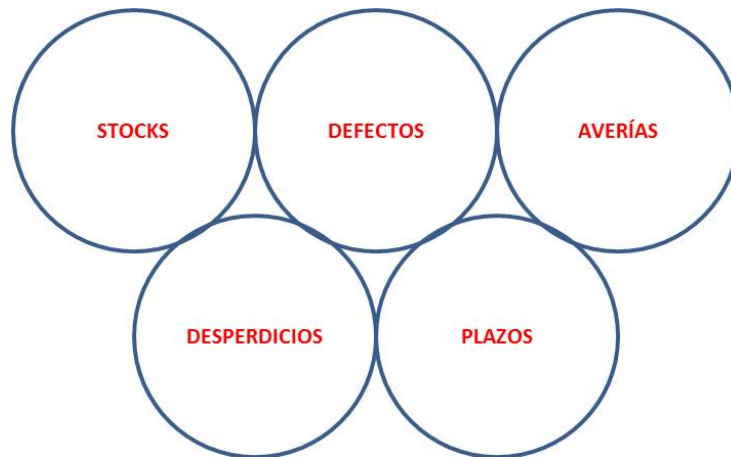 STOCKS
DEFECTOS
AVERÍAS
DESPERDICIOS
PLAZOS